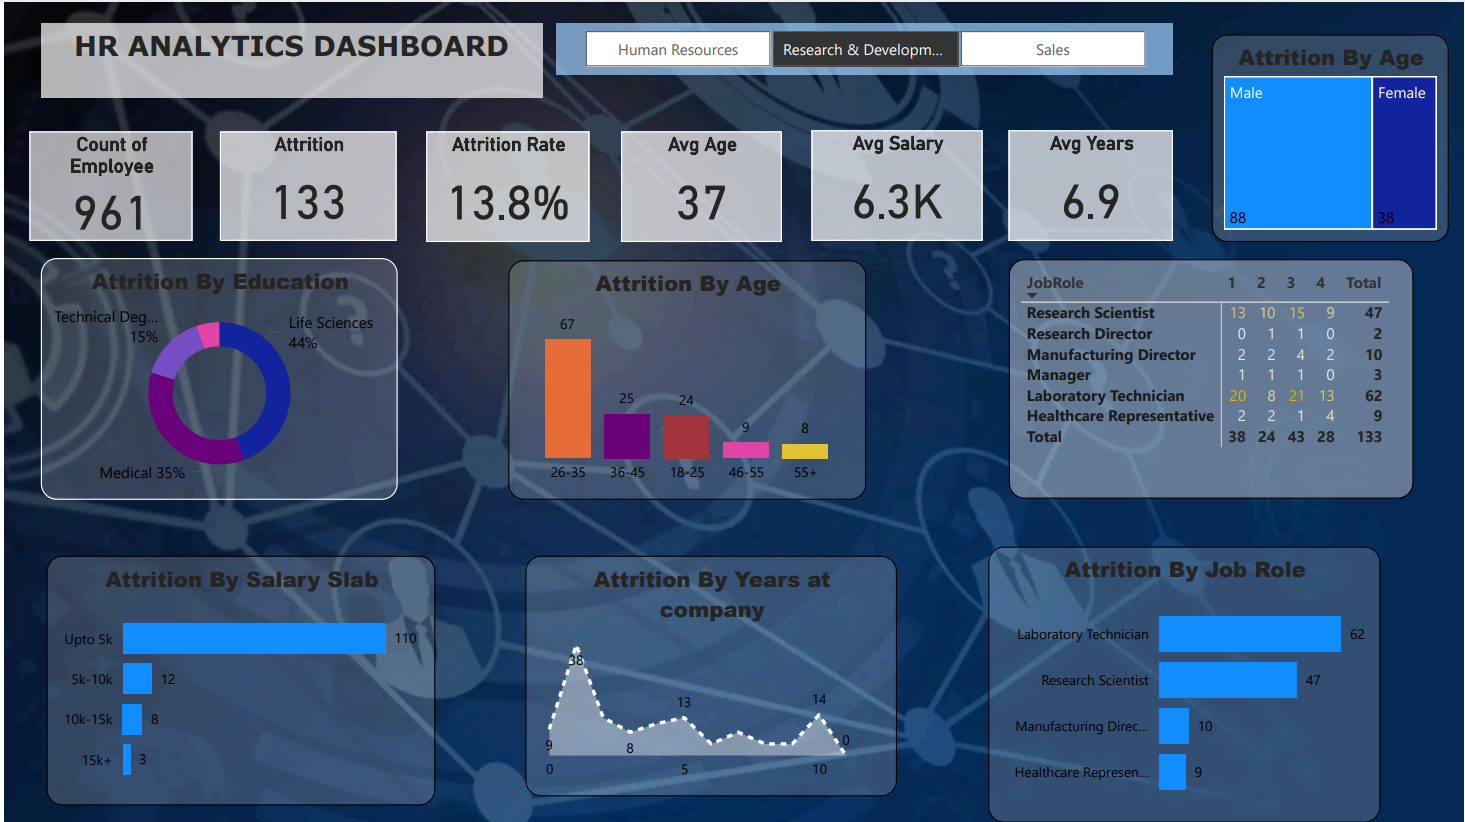 HR ANALYTICS DASHBOARD
Human Resources
Research & Developm...
Sales
Attrition By Age
Male
Female
88
38
Count of
Employee
961
Attrition
133
Attrition Rate
13.8%
Avg Age
37
Avg Salary
6.3K
Avg Years
6.9
Attrition By Education
Technical Deg...
15%
Life Sciences
44%
Medical 35%
Attrition By Age
67
25
24
9
8
26-35 36-45 18-25 46-55 55+
JobRole 1 2 3 4 Total
Research Scientist 13 10 15 9 47
Research Director 0 1 1 0 2
Manufacturing Director 2 2 4 2 10
Manager 1 1 1 0 3
Laboratory Technician 20 8 21 13 62
Healthcare Representative 2 2 1 4 9
Total 38 24 43 28 133
Attrition By Salary Slab
Upto 5k 110
5k-10k 12
10k-15k 8
15k+ 3
Attrition By Years at
company
38
13
14
9
8
0
0 5 10
Attrition By Job Role
Laboratory Technician 62
Research Scientist 47
Manufacturing Direc... 10
Healthcare Represen... 9